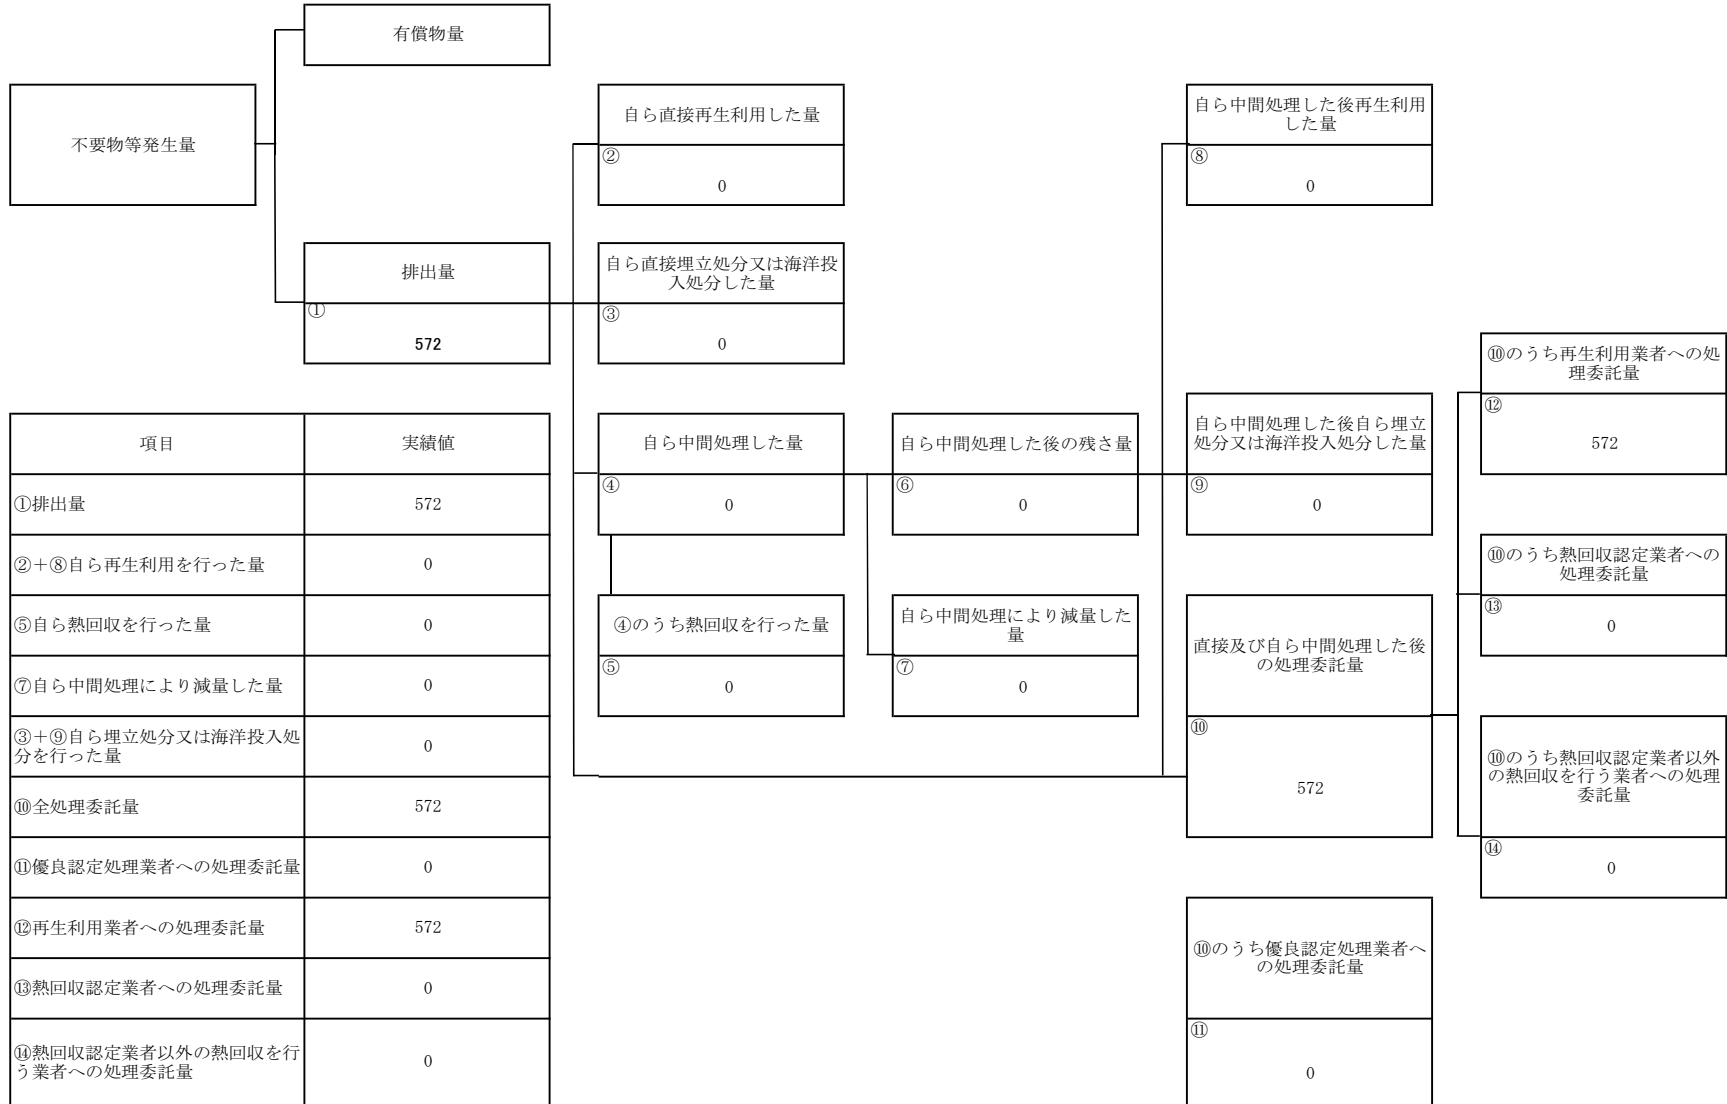 有償物量
不要物等発生量
自ら直接再生利用した量
②
0
自ら中間処理した後再生利用
した量
⑧
0
排出量
①
572
自ら直接埋立処分又は海洋投
入処分した量
③
0
⑩のうち再生利用業者への処
理委託量
⑫
572
自ら中間処理した量
④
0
自ら中間処理した後の残さ量
⑥
0
自ら中間処理した後自ら埋立
処分又は海洋投入処分した量
⑨
0
⑩のうち熱回収認定業者への
処理委託量
⑬
0
④のうち熱回収を行った量
⑤
0
自ら中間処理により減量した
量
⑦
0
直接及び自ら中間処理した後
の処理委託量
⑩
572
⑩のうち熱回収認定業者以外
の熱回収を行う業者への処理
委託量
⑭
0
⑩のうち優良認定処理業者へ
の処理委託量
⑪
0
項目 実績値
①排出量 572
②+⑧自ら再生利用を行った量 0
⑤自ら熱回収を行った量 0
⑦自ら中間処理により減量した量 0
③+⑨自ら埋立処分又は海洋投入処
分を行った量 0
⑩全処理委託量 572
⑪優良認定処理業者への処理委託量 0
⑫再生利用業者への処理委託量 572
⑬熱回収認定業者への処理委託量 0
⑭熱回収認定業者以外の熱回収を行
う業者への処理委託量 0